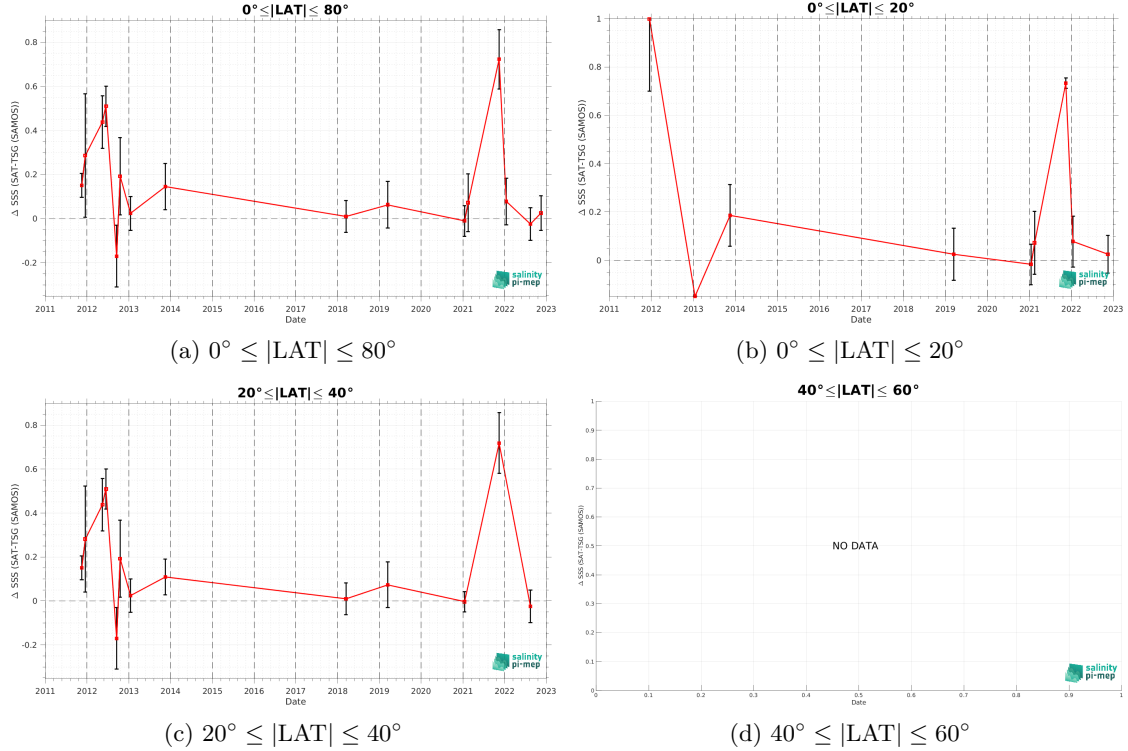 0°≤|LAT|≤ 80°
Δ SSS (SAT-TSG (SAMOS))
0.8
0.6
0.4
0.2
0
-0.2
2011 2012 2013 2014 2015 2016 2017 2018 2019 2020 2021 2022 2023
Date
salinity
pi-mep
(a) 0° ≤ |LAT| ≤ 80°
0°≤|LAT|≤ 20°
Δ SSS (SAT-TSG (SAMOS))
1
0.8
0.6
0.4
0.2
0
2011 2012 2013 2014 2015 2016 2017 2018 2019 2020 2021 2022 2023
Date
salinity
pi-mep
(b) 0° ≤ |LAT| ≤ 20°
20°≤|LAT|≤ 40°
Δ SSS (SAT-TSG (SAMOS))
0.8
0.6
0.4
0.2
0
-0.2
2011 2012 2013 2014 2015 2016 2017 2018 2019 2020 2021 2022 2023
Date
salinity
pi-mep
(c) 20° ≤ |LAT| ≤ 40°
40°≤|LAT|≤ 60°
Δ SSS (SAT-TSG (SAMOS))
1
0.9
0.8
0.7
0.6
0.5
0.4
0.3
0.2
0.1
0
NO DATA
0 0.1 0.2 0.3 0.4 0.5 0.6 0.7 0.8 0.9 1
Date
salinity
pi-mep
(d) 40° ≤ |LAT| ≤ 60°